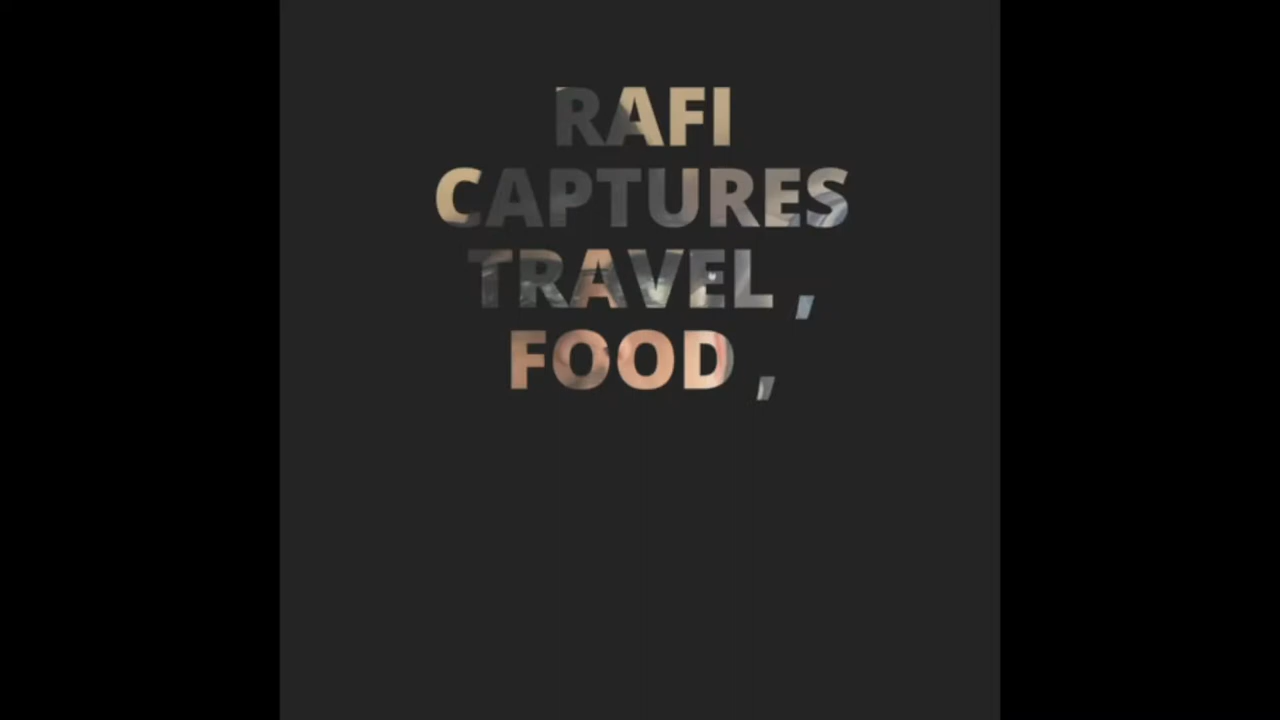 RAFI
CAPTURES
TRAVEL ,
FOOD ,